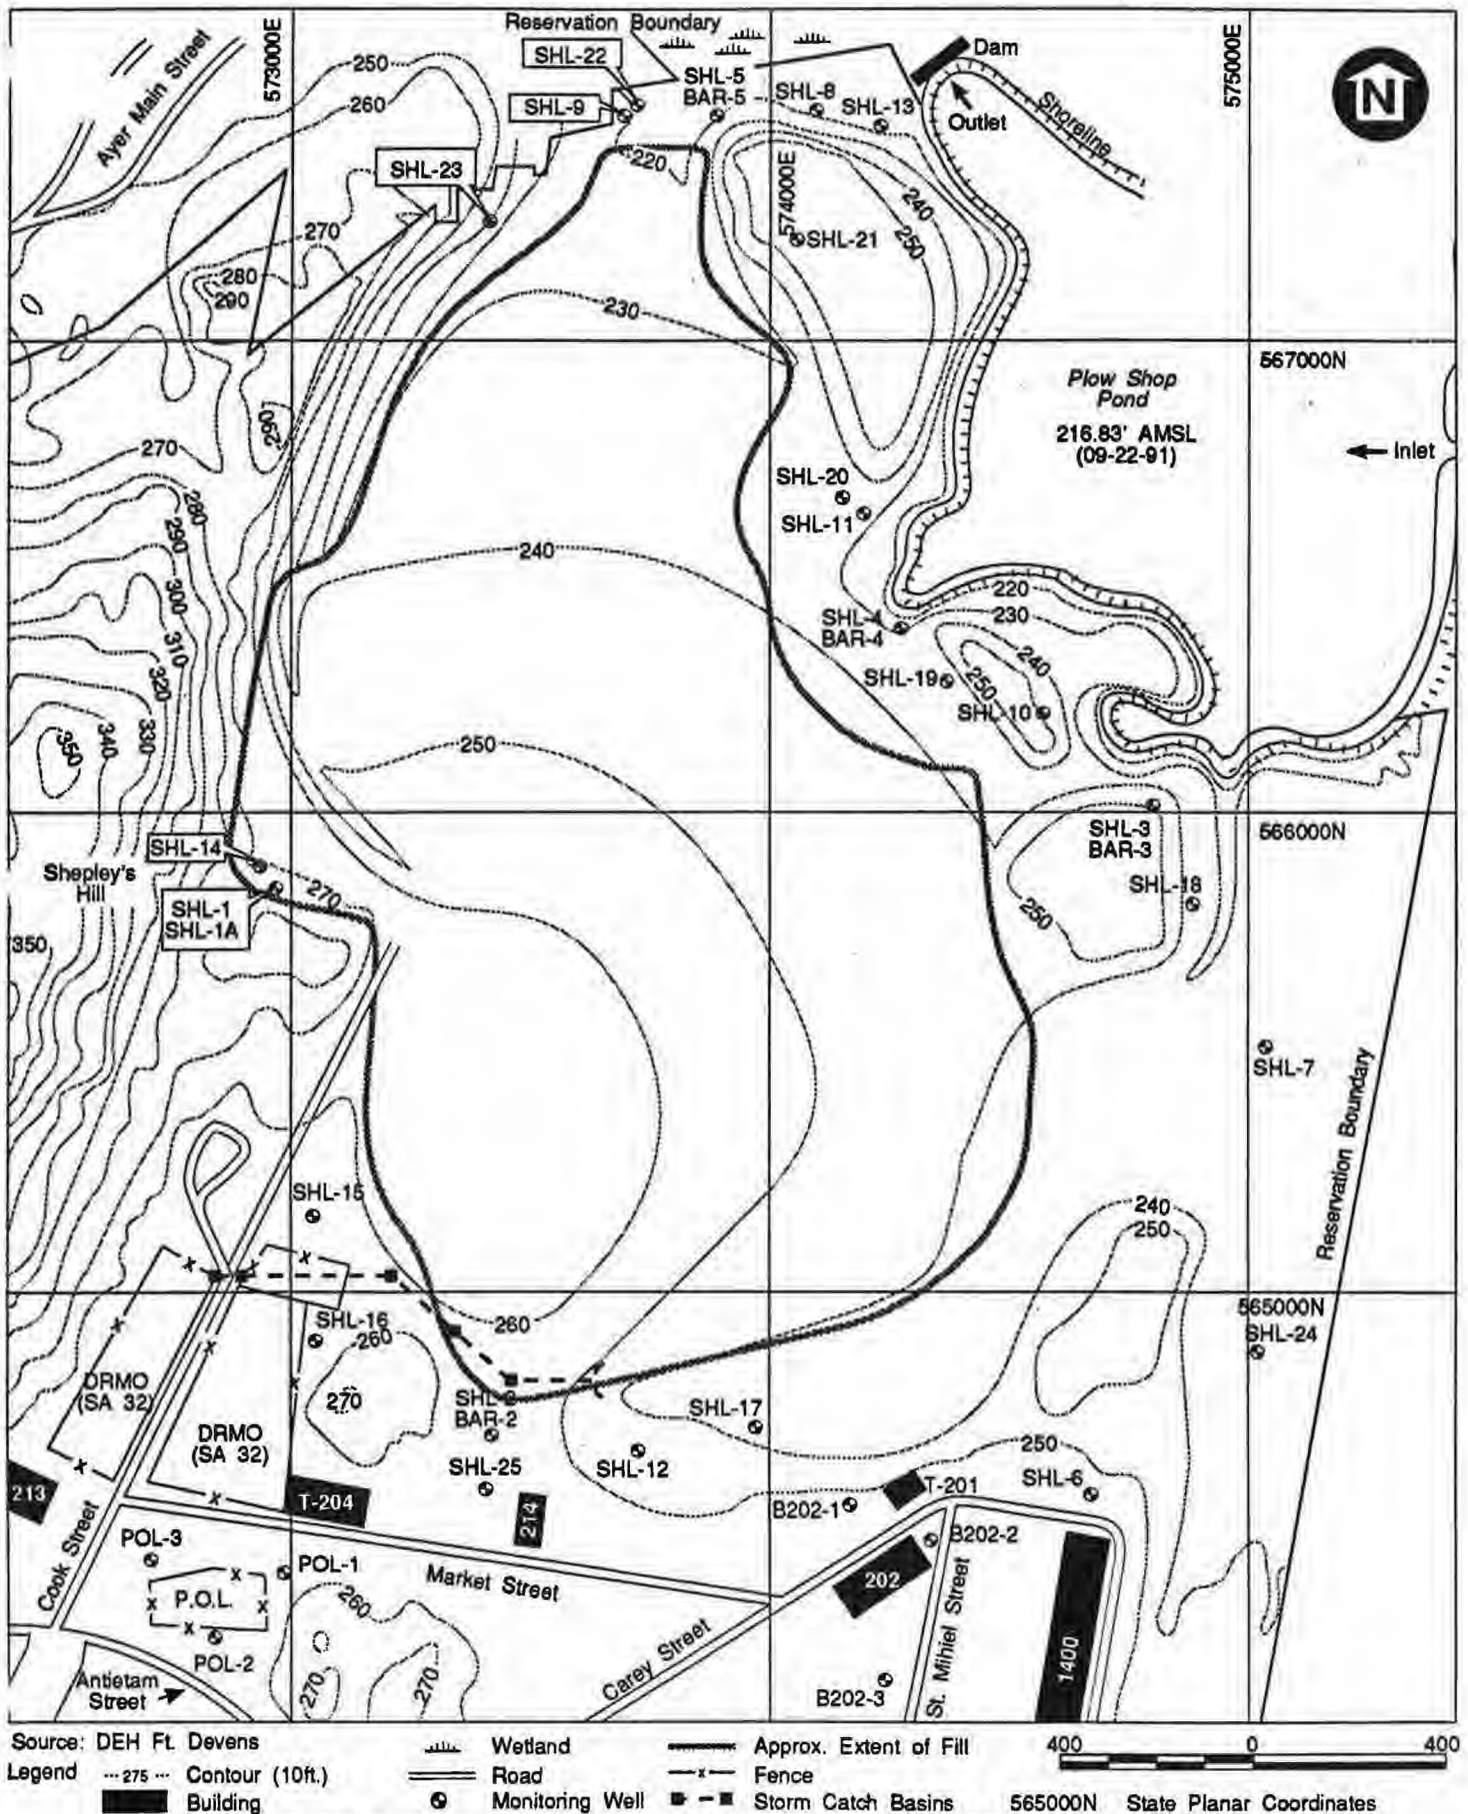 Reservation Boundary
SHL-22
SHL-9
SHL-5
BAR-5
SHL-8
SHL-13
Dam
Outlet
Shoreline
N
Ayer Main Street
573000E
574000E
575000E
250
260
SHL-23
220
240
250
SHL-21
270
280
290
230
567000N
Plow Shop
Pond
216.83' AMSL
(09-22-91)
Inlet
260
270
280
290
300
310
320
330
340
350
SHL-20
SHL-11
240
220
230
SHL-4
BAR-4
240
250
SHL-19
SHL-10
250
566000N
SHL-14
Shepley's
Hill
SHL-1
SHL-1A
270
350
SHL-3
BAR-3
SHL-18
250
SHL-7
Reservation Boundary
SHL-15
240
250
565000N
SHL-24
SHL-16
260
260
270
DRMO
(SA 32)
DRMO
(SA 32)
SHL-2
BAR-2
SHL-17
SHL-25
SHL-12
250
SHL-6
213
T-204
214
B202-1
T-201
B202-2
202
1400
Cook Street
POL-3
POL-1
P.O.L.
POL-2
Market Street
260
270
270
Antietam
Street
Carey Street
St. Mihiel Street
B202-3
Source: DEH Ft. Devens
Legend
275 Contour (10ft.)
Building
Wetland
Road
Monitoring Well
Approx. Extent of Fill
Fence
Storm Catch Basins
400 0 400
565000N State Planar Coordinates